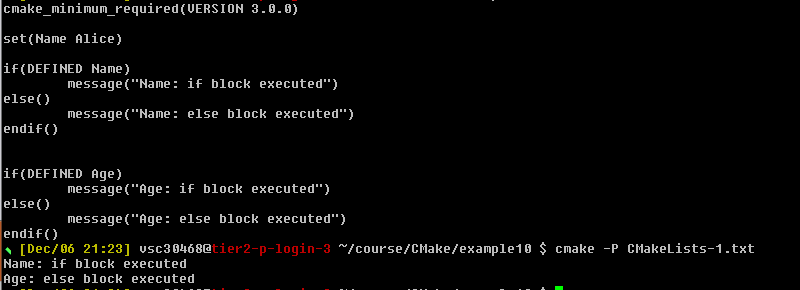 cmake_minimum_required(VERSION 3.0.0)
set(Name Alice)
if(DEFINED Name)
message("Name: if block executed")
else()
message("Name: else block executed")
endif()
if(DEFINED Age)
message("Age: if block executed")
else()
message("Age: else block executed")
endif()
[Dec/06 21:23] vsc30468@tier2-p-login-3 ~/course/CMake/example10 $ cmake -P CMakeLists-1.txt
Name: if block executed
Age: else block executed